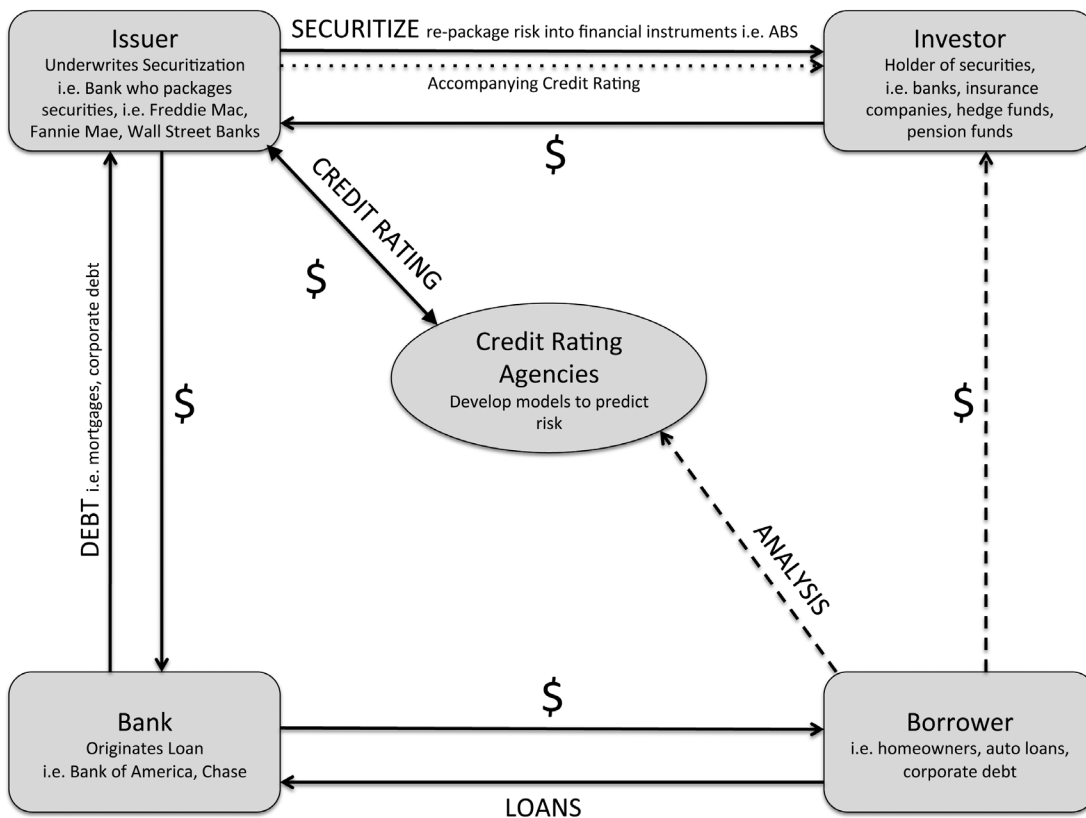 Issuer
Underwrites Securitization
i.e. Bank who packages
securities, i.e. Freddie Mac,
Fannie Mae, Wall Street Banks
SECURITIZE re-package risk into financial instruments i.e. ABS
Accompanying Credit Rating
$
Investor
Holder of securities,
i.e. banks, insurance
companies, hedge funds,
pension funds
CREDIT RATING
$
DEBT i.e. mortgages, corporate debt
$
Credit Rating
Agencies
Develop models to predict
risk
$
ANALYSIS
Bank
Originates Loan
i.e. Bank of America, Chase
$
LOANS
Borrower
i.e. homeowners, auto loans,
corporate debt